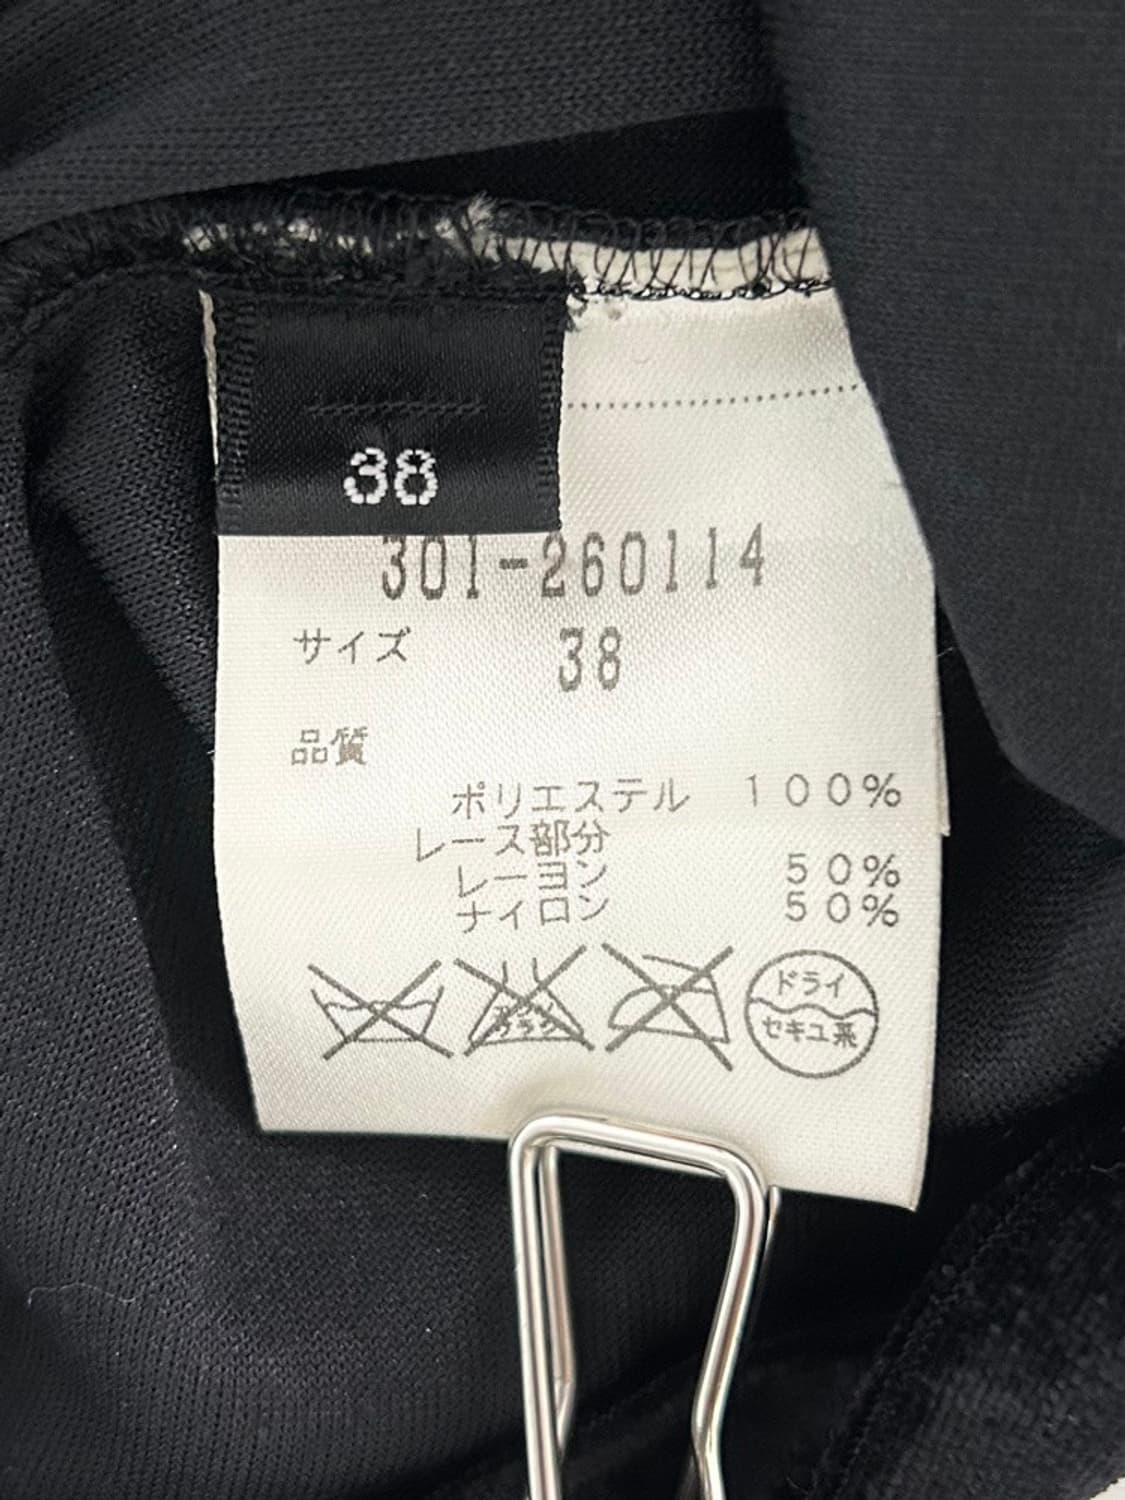 38
301-260114
サイズ 38
品質
ポリエステル 100%
レース部分
レーヨン 50%
ナイロン 50%
ドライ
セキユ系